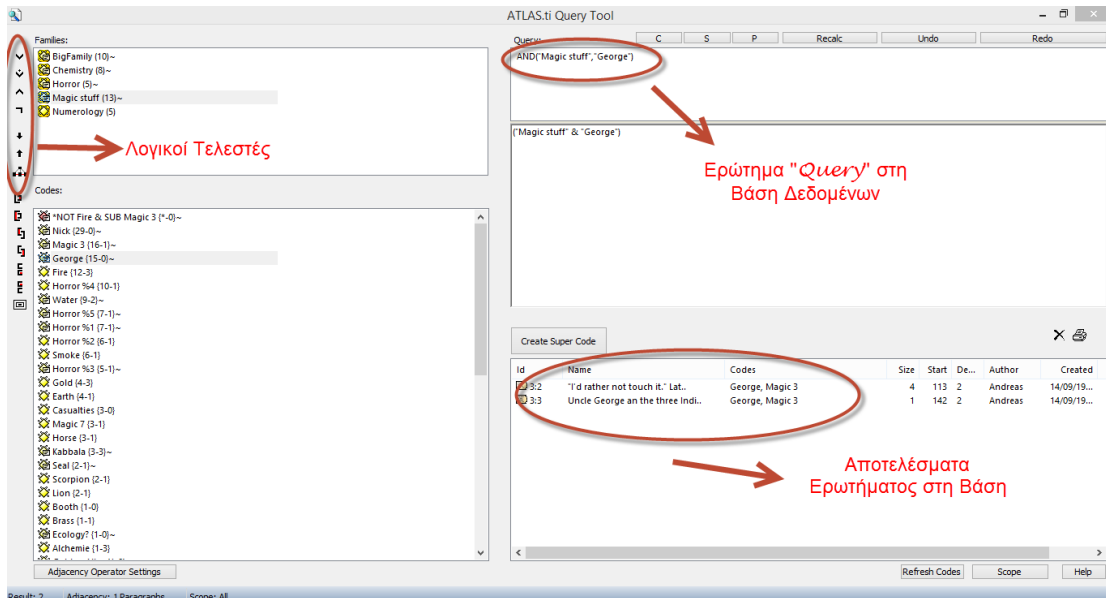 ATLAS.ti Query Tool
Families:
BigFamily (10)~
Chemistry (8)~
Horror (5)~
Magic stuff (13)~
Numerology (5)
Λογικοί Τελεστές
Codes:
*NOT Fire & SUB Magic 3 {*-0}~
Nick {29-0}~
Magic 3 {16-1}~
George {15-0}~
Fire {12-3}
Horror %4 {10-1}
Water {9-2}~
Horror %5 {7-1}~
Horror %1 {7-1}~
Horror %2 {6-1}
Smoke {6-1}
Horror %3 {5-1}~
Gold {4-3}
Earth {4-1}
Casualties {3-0}
Magic 7 {3-1}
Horse {3-1}
Kabbala {3-3}~
Seal {2-1}~
Scorpion {2-1}
Lion {2-1}
Booth {1-0}
Brass {1-1}
Ecology? {1-0}~
Alchemie {1-3}
Adjacency Operator Settings
Query:
C S P Recalc Undo Redo
AND("Magic stuff","George")
("Magic stuff" & "George")
Ερώτημα "Query" στη
Βάση Δεδομένων
Create Super Code
Id Name Codes Size Start De... Author Created
3:2 "I'd rather not touch it." Lat.. George, Magic 3 4 113 2 Andreas 14/09/19...
3:3 Uncle George an the three Indi.. George, Magic 3 1 142 2 Andreas 14/09/19...
Αποτελέσματα
Ερωτήματος στη Βάση
Refresh Codes Scope Help
Result: 2 Adjacency: 1 Paragraphs Scope: All